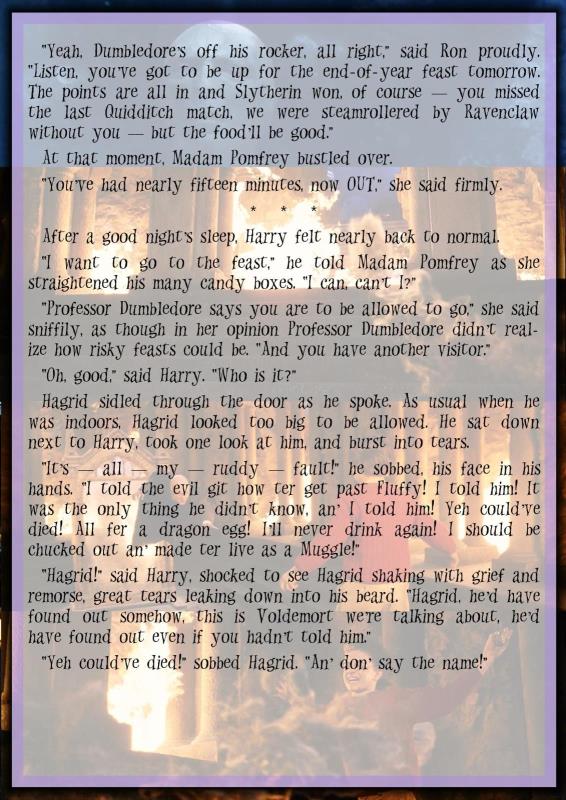 "Yeah, Dumbledore's off his rocker, all right," said Ron proudly.
"Listen, you've got to be up for the end-of-year feast tomorrow.
The points are all in and Slytherin won, of course — you missed
the last Quidditch match, we were steamrollered by Ravenclaw
without you — but the food'll be good."
At that moment, Madam Pomfrey bustled over.
"You've had nearly fifteen minutes, now OUT," she said firmly.
* * *
After a good night's sleep, Harry felt nearly back to normal.
"I want to go to the feast," he told Madam Pomfrey as she
straightened his many candy boxes. "I can, can't I?"
"Professor Dumbledore says you are to be allowed to go," she said
sniffily, as though in her opinion Professor Dumbledore didn't real-
ize how risky feasts could be. "And you have another visitor."
"Oh, good," said Harry. "Who is it?"
Hagrid sidled through the door as he spoke. As usual when he
was indoors, Hagrid looked too big to be allowed. He sat down
next to Harry, took one look at him, and burst into tears.
"It's — all — my — ruddy — fault!" he sobbed, his face in his
hands. "I told the evil git how ter get past Fluffy! I told him! It
was the only thing he didn't know, an' I told him! Yeh could've
died! All fer a dragon egg! I'll never drink again! I should be
chucked out an' made ter live as a Muggle!"
"Hagrid!" said Harry, shocked to see Hagrid shaking with grief and
remorse, great tears leaking down into his beard. "Hagrid, he'd have
found out somehow, this is Voldemort we're talking about, he'd
have found out even if you hadn't told him."
"Yeh could've died!" sobbed Hagrid. "An' don' say the name!"